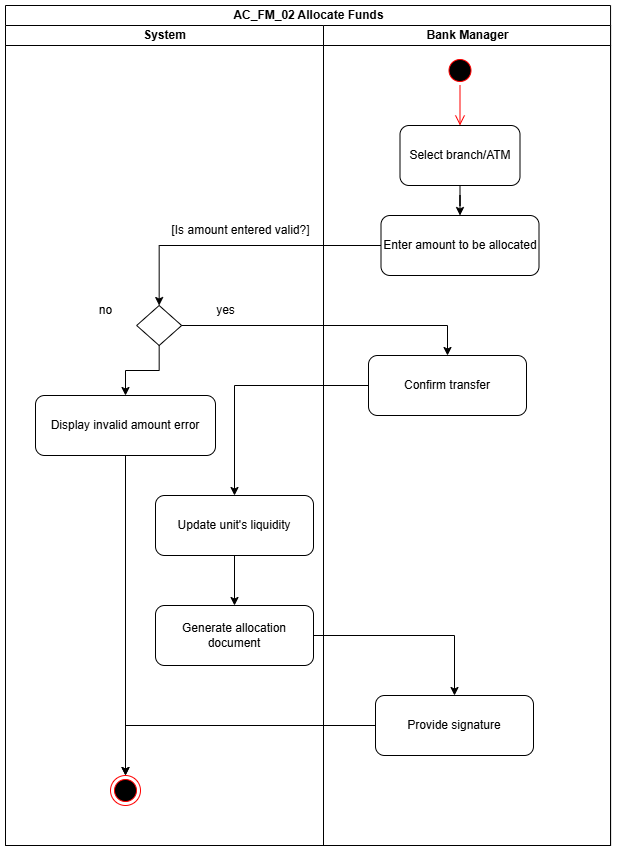 AC_FM_02 Allocate Funds
System
Bank Manager
Select branch/ATM
[Is amount entered valid?]
Enter amount to be allocated
no
yes
Confirm transfer
Display invalid amount error
Update unit's liquidity
Generate allocation
document
Provide signature